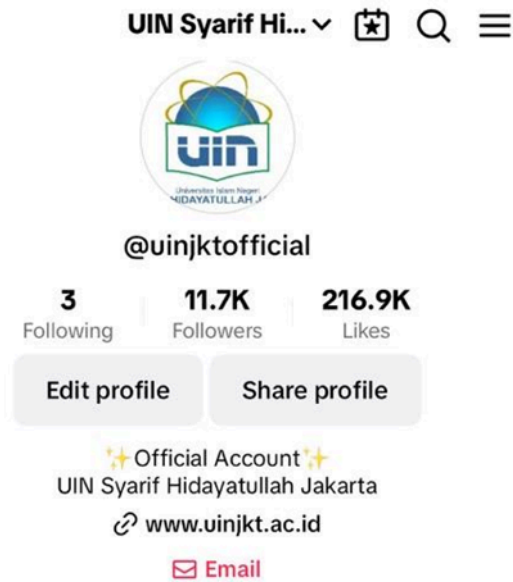 UIN Syarif Hi...
uin
Universitas Islam Negeri
HIDAYATULLAH J
@uinjktofficial
3 11.7K 216.9K
Following Followers Likes
Edit profile Share profile
✨Official Account✨
UIN Syarif Hidayatullah Jakarta
www.uinjkt.ac.id
Email